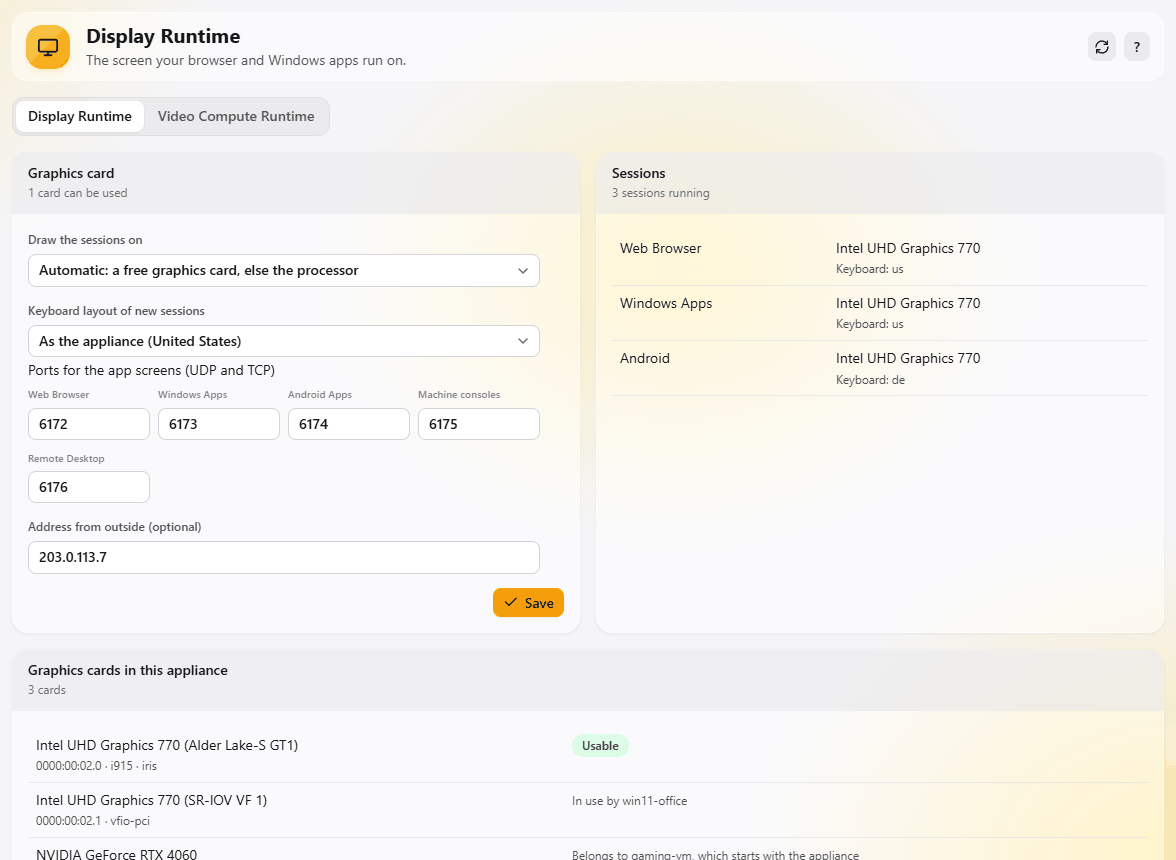 Display Runtime
The screen your browser and Windows apps run on.
?
Display Runtime
Video Compute Runtime
Graphics card
1 card can be used
Draw the sessions on
Automatic: a free graphics card, else the processor
Keyboard layout of new sessions
As the appliance (United States)
Ports for the app screens (UDP and TCP)
Web Browser
Windows Apps
Android Apps
Machine consoles
6172
6173
6174
6175
Remote Desktop
6176
Address from outside (optional)
203.0.113.7
Save
Sessions
3 sessions running
Web Browser
Intel UHD Graphics 770
Keyboard: us
Windows Apps
Intel UHD Graphics 770
Keyboard: us
Android
Intel UHD Graphics 770
Keyboard: de
Graphics cards in this appliance
3 cards
Intel UHD Graphics 770 (Alder Lake-S GT1)
0000:00:02.0 · i915 · iris
Usable
Intel UHD Graphics 770 (SR-IOV VF 1)
0000:00:02.1 · vfio-pci
In use by win11-office
NVIDIA GeForce RTX 4060
Belongs to gaming-vm, which starts with the appliance